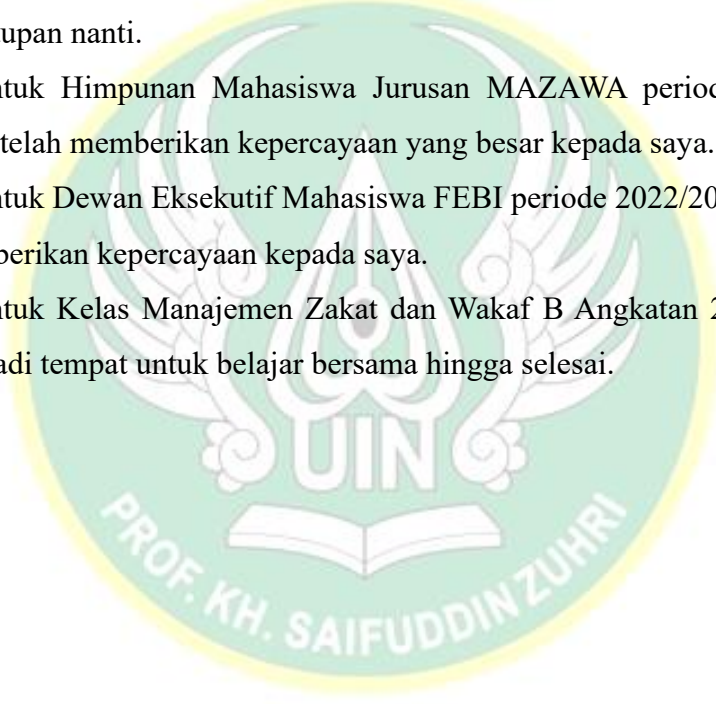 upan nanti.
tuk Himpunan Mahasiswa Jurusan MAZAWA period
telah memberikan kepercayaan yang besar kepada saya.
tuk Dewan Eksekutif Mahasiswa FEBI periode 2022/20
berikan kepercayaan kepada saya.
tuk Kelas Manajemen Zakat dan Wakaf B Angkatan 2
adi tempat untuk belajar bersama hingga selesai.
UIN
PROF. KH. SAIFUDDIN ZUHRI